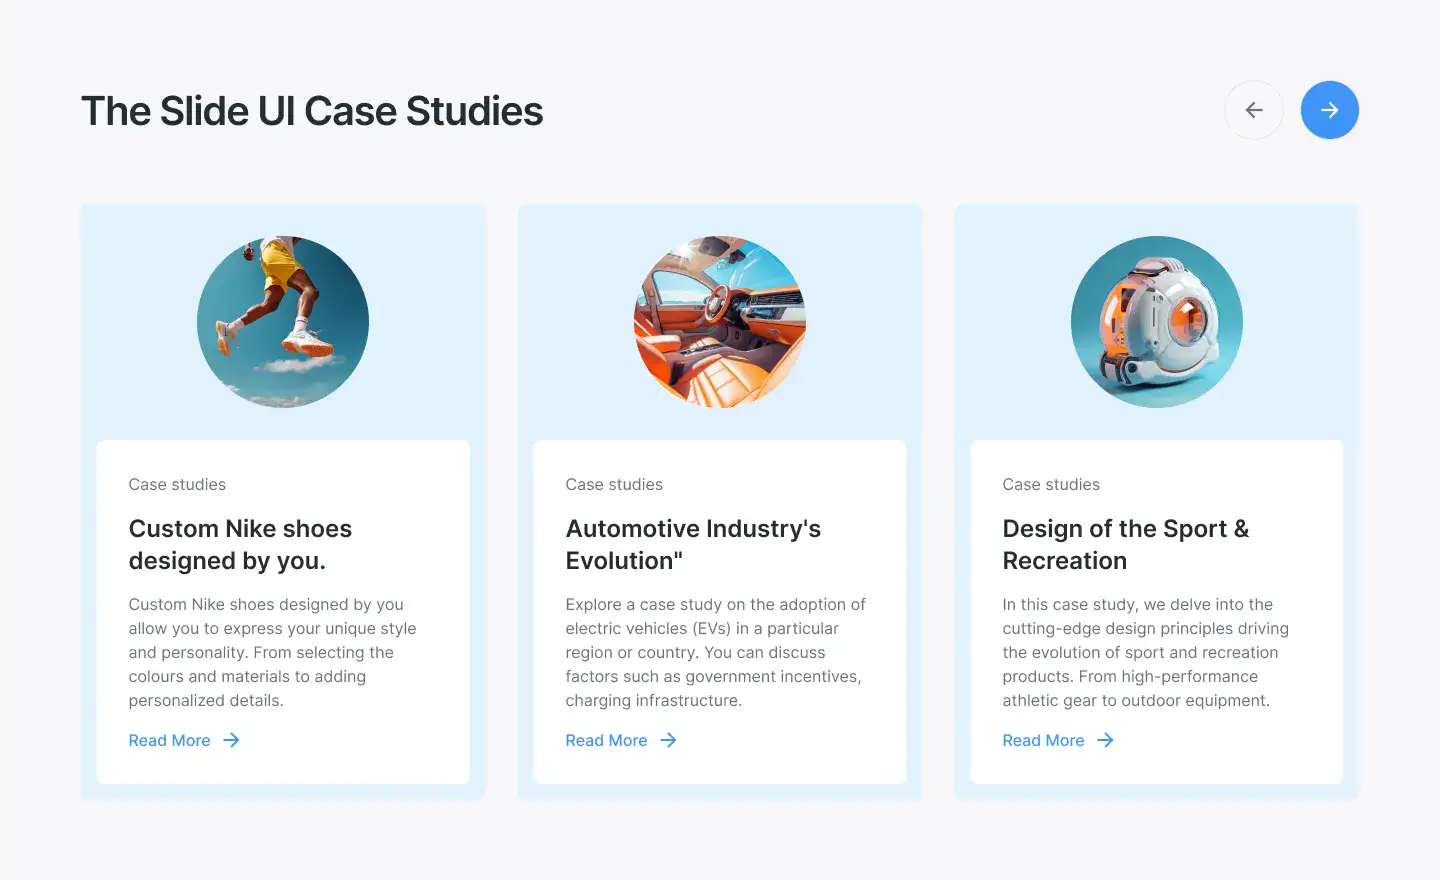 The Slide UI Case Studies
Case studies
Custom Nike shoes
designed by you.
Custom Nike shoes designed by you
allow you to express your unique style
and personality. From selecting the
colours and materials to adding
personalized details.
Read More
Case studies
Automotive Industry's
Evolution"
Explore a case study on the adoption of
electric vehicles (EVs) in a particular
region or country. You can discuss
factors such as government incentives,
charging infrastructure.
Read More
Case studies
Design of the Sport &
Recreation
In this case study, we delve into the
cutting-edge design principles driving
the evolution of sport and recreation
products. From high-performance
athletic gear to outdoor equipment.
Read More